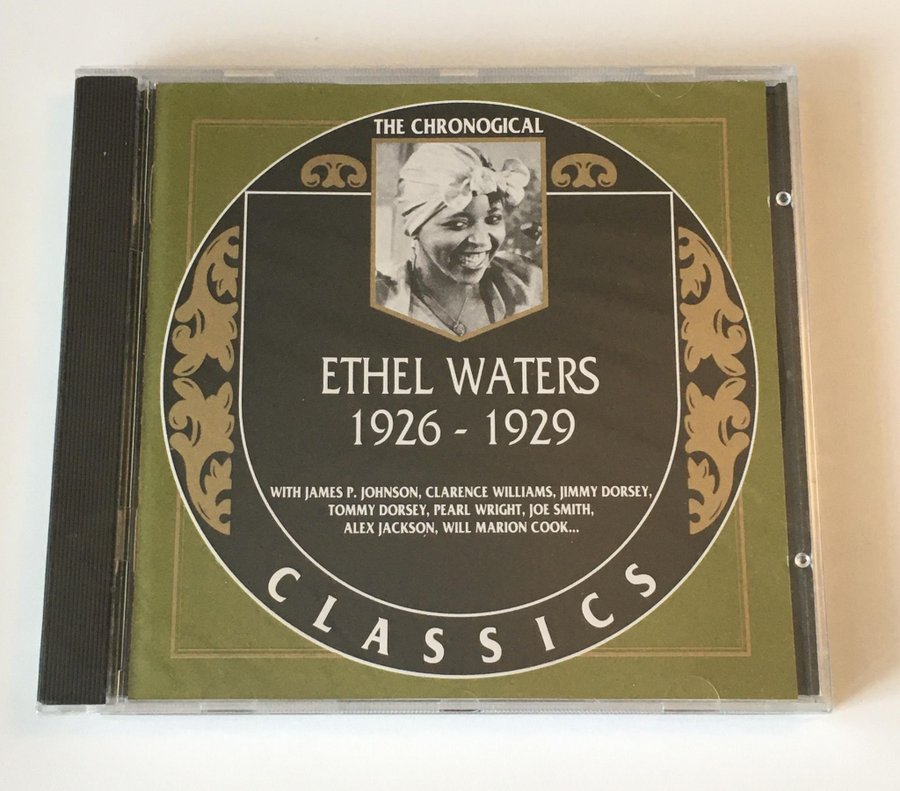 THE CHRONOGICAL
ETHEL WATERS
1926 - 1929
WITH JAMES P. JOHNSON, CLARENCE WILLIAMS, JIMMY DORSEY,
TOMMY DORSEY, PEARL WRIGHT, JOE SMITH,
ALEX JACKSON, WILL MARION COOK...
CLASSICS